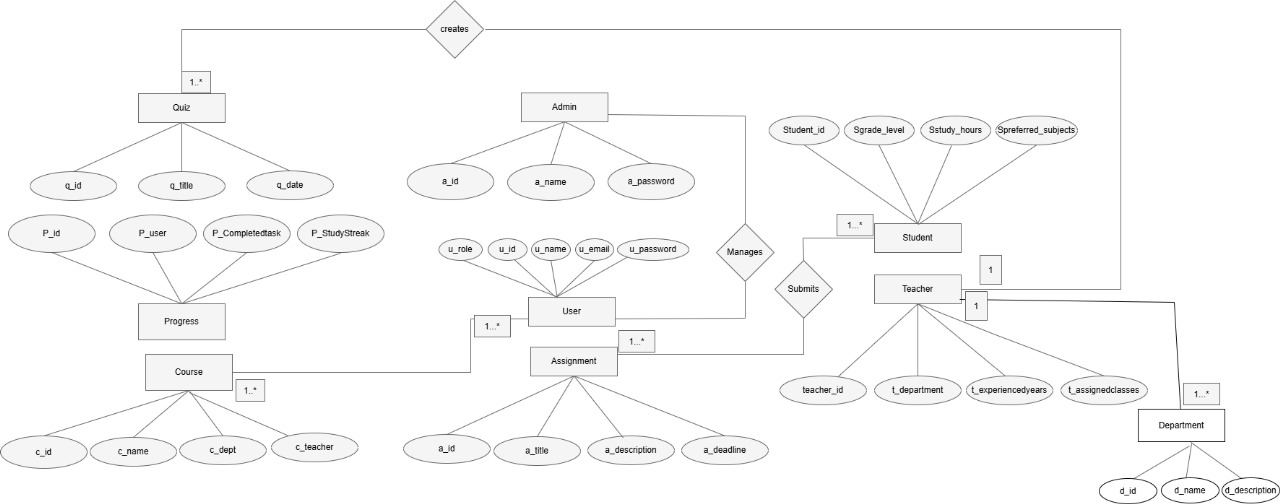 creates
1..*
Quiz
q_id
q_title
q_date
Admin
a_id
a_name
a_password
Student_id
Sgrade_level
Sstudy_hours
Spreferred_subjects
1...*
Student
P_id
P_user
P_Completedtask
P_StudyStreak
Progress
u_role
u_id
u_name
u_email
u_password
User
Manages
Submits
1
Teacher
1
1...*
1...*
Course
1..*
Assignment
teacher_id
t_department
t_experiencedyears
t_assignedclasses
1...*
Department
c_id
c_name
c_dept
c_teacher
a_id
a_title
a_description
a_deadline
d_id
d_name
d_description